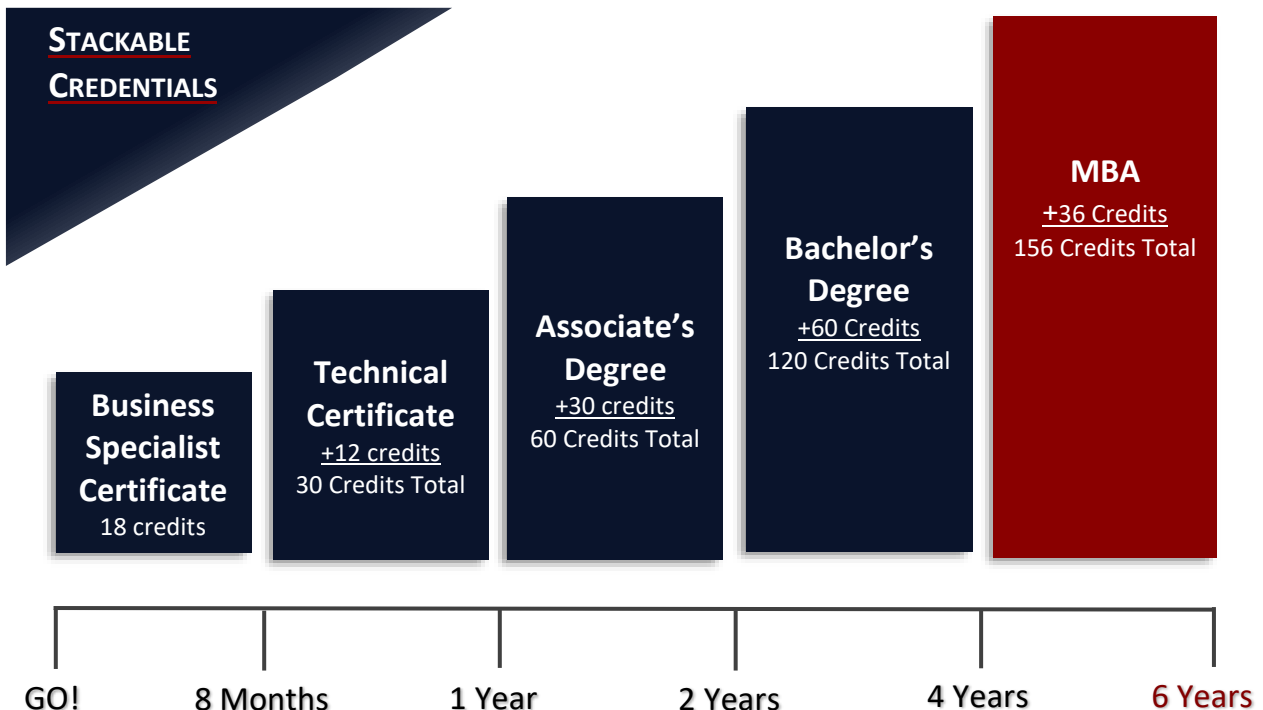 STACKABLE
CREDENTIALS
Business
Specialist
Certificate
18 credits
Technical
Certificate
+12 credits
30 Credits Total
Associate’s
Degree
+30 credits
60 Credits Total
Bachelor’s
Degree
+60 Credits
120 Credits Total
MBA
+36 Credits
156 Credits Total
GO!
8 Months
1 Year
2 Years
4 Years
6 Years